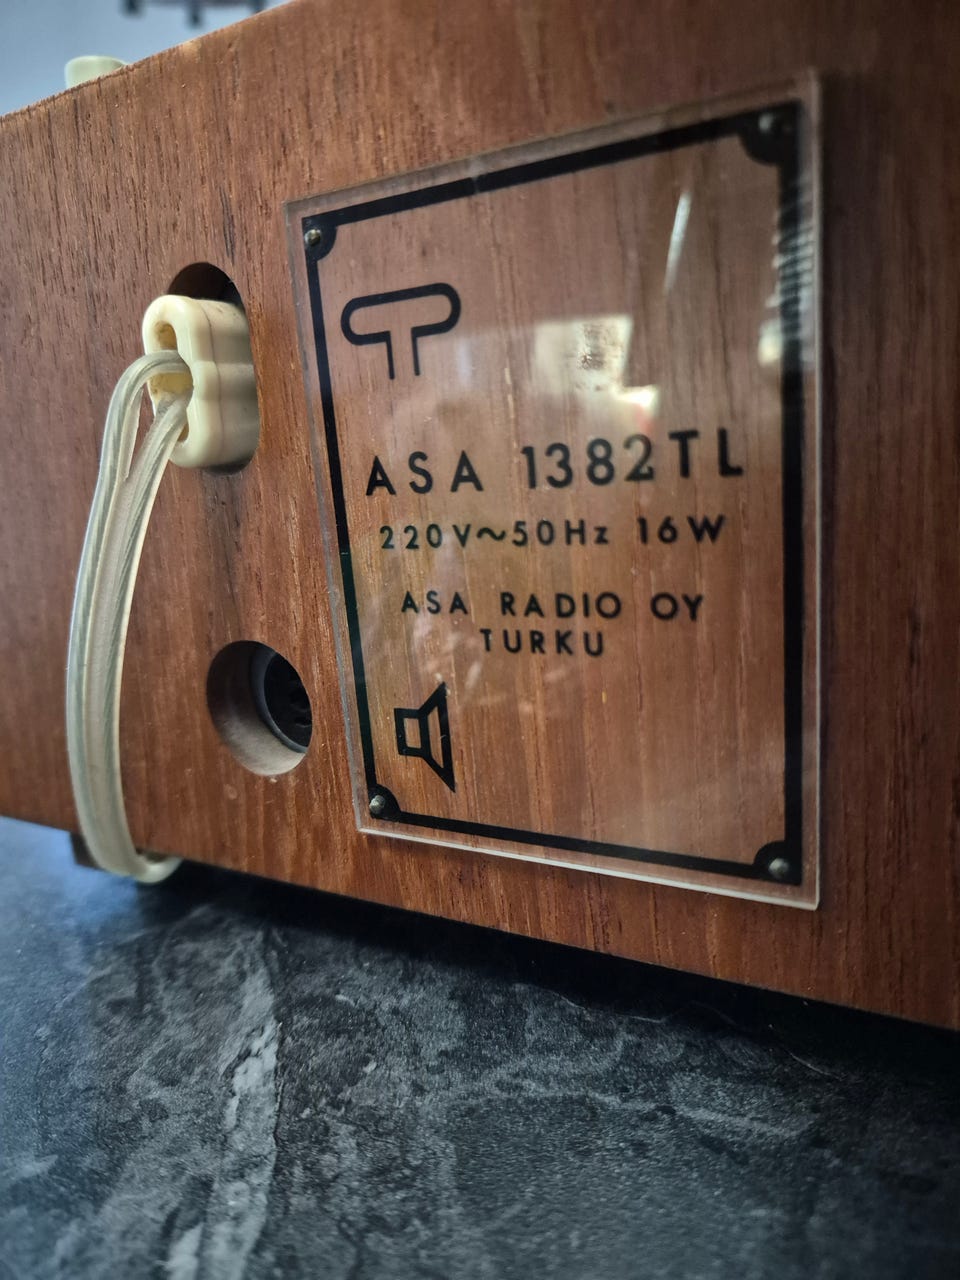 ASA 1382TL
220V~50Hz 16W
ASA RADIO OY
TURKU